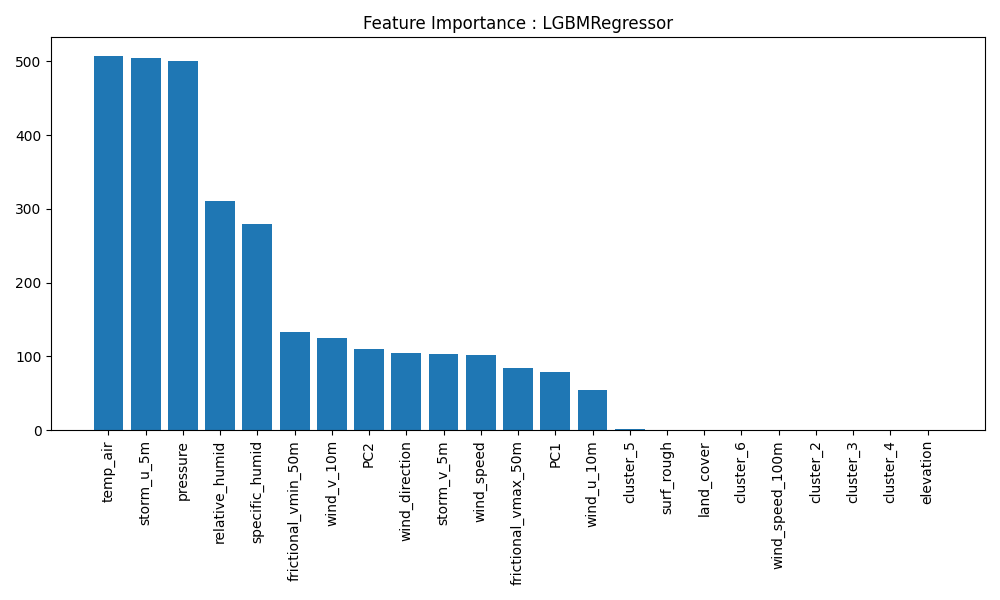 Feature Importance : LGBMRegressor
500
400
300
200
100
0
temp_air
storm_u_5m
pressure
relative_humid
specific_humid
frictional_vmin_50m
wind_v_10m
PC2
wind_direction
storm_v_5m
wind_speed
frictional_vmax_50m
PC1
wind_u_10m
cluster_5
surf_rough
land_cover
cluster_6
wind_speed_100m
cluster_2
cluster_3
cluster_4
elevation